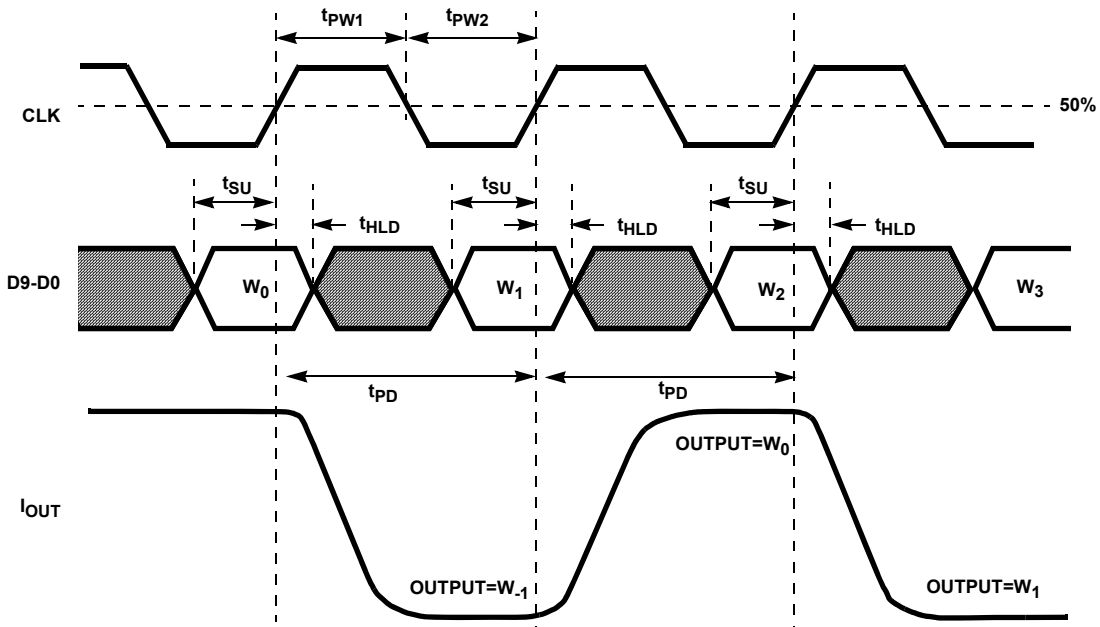 tPW1 tPW2
CLK
50%
tSU tSU tSU
tHLD tHLD tHLD
D9-D0
W0 W1 W2 W3
tPD tPD
OUTPUT=W0
IOUT
OUTPUT=W-1 OUTPUT=W1